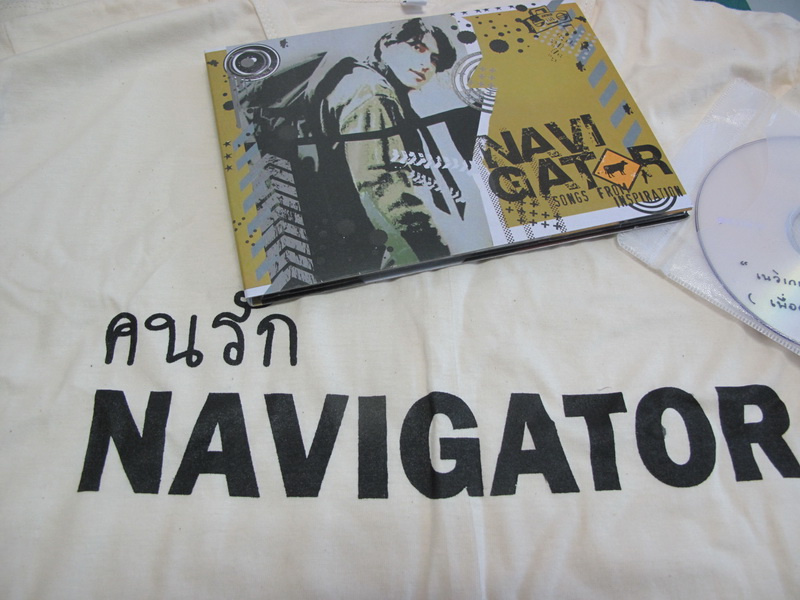 NAVI
GATOR
SONGS FROM
INSPIRATION
คนรัก
NAVIGATOR